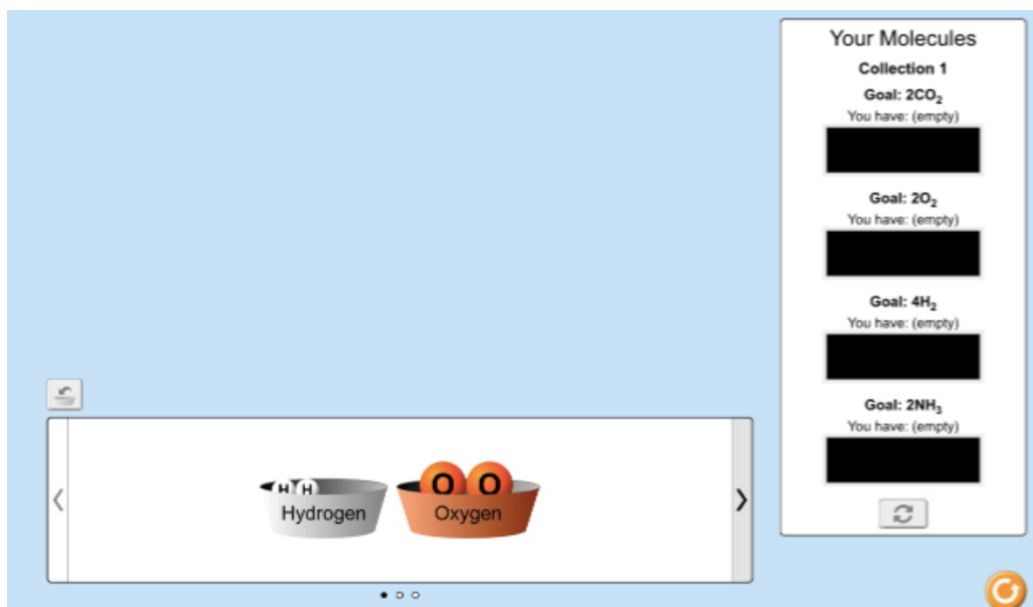 Your Molecules
Collection 1
Goal: 2CO₂
You have: (empty)
Goal: 2O₂
You have: (empty)
Goal: 4H₂
You have: (empty)
Goal: 2NH₃
You have: (empty)
H H
O O
Hydrogen
Oxygen